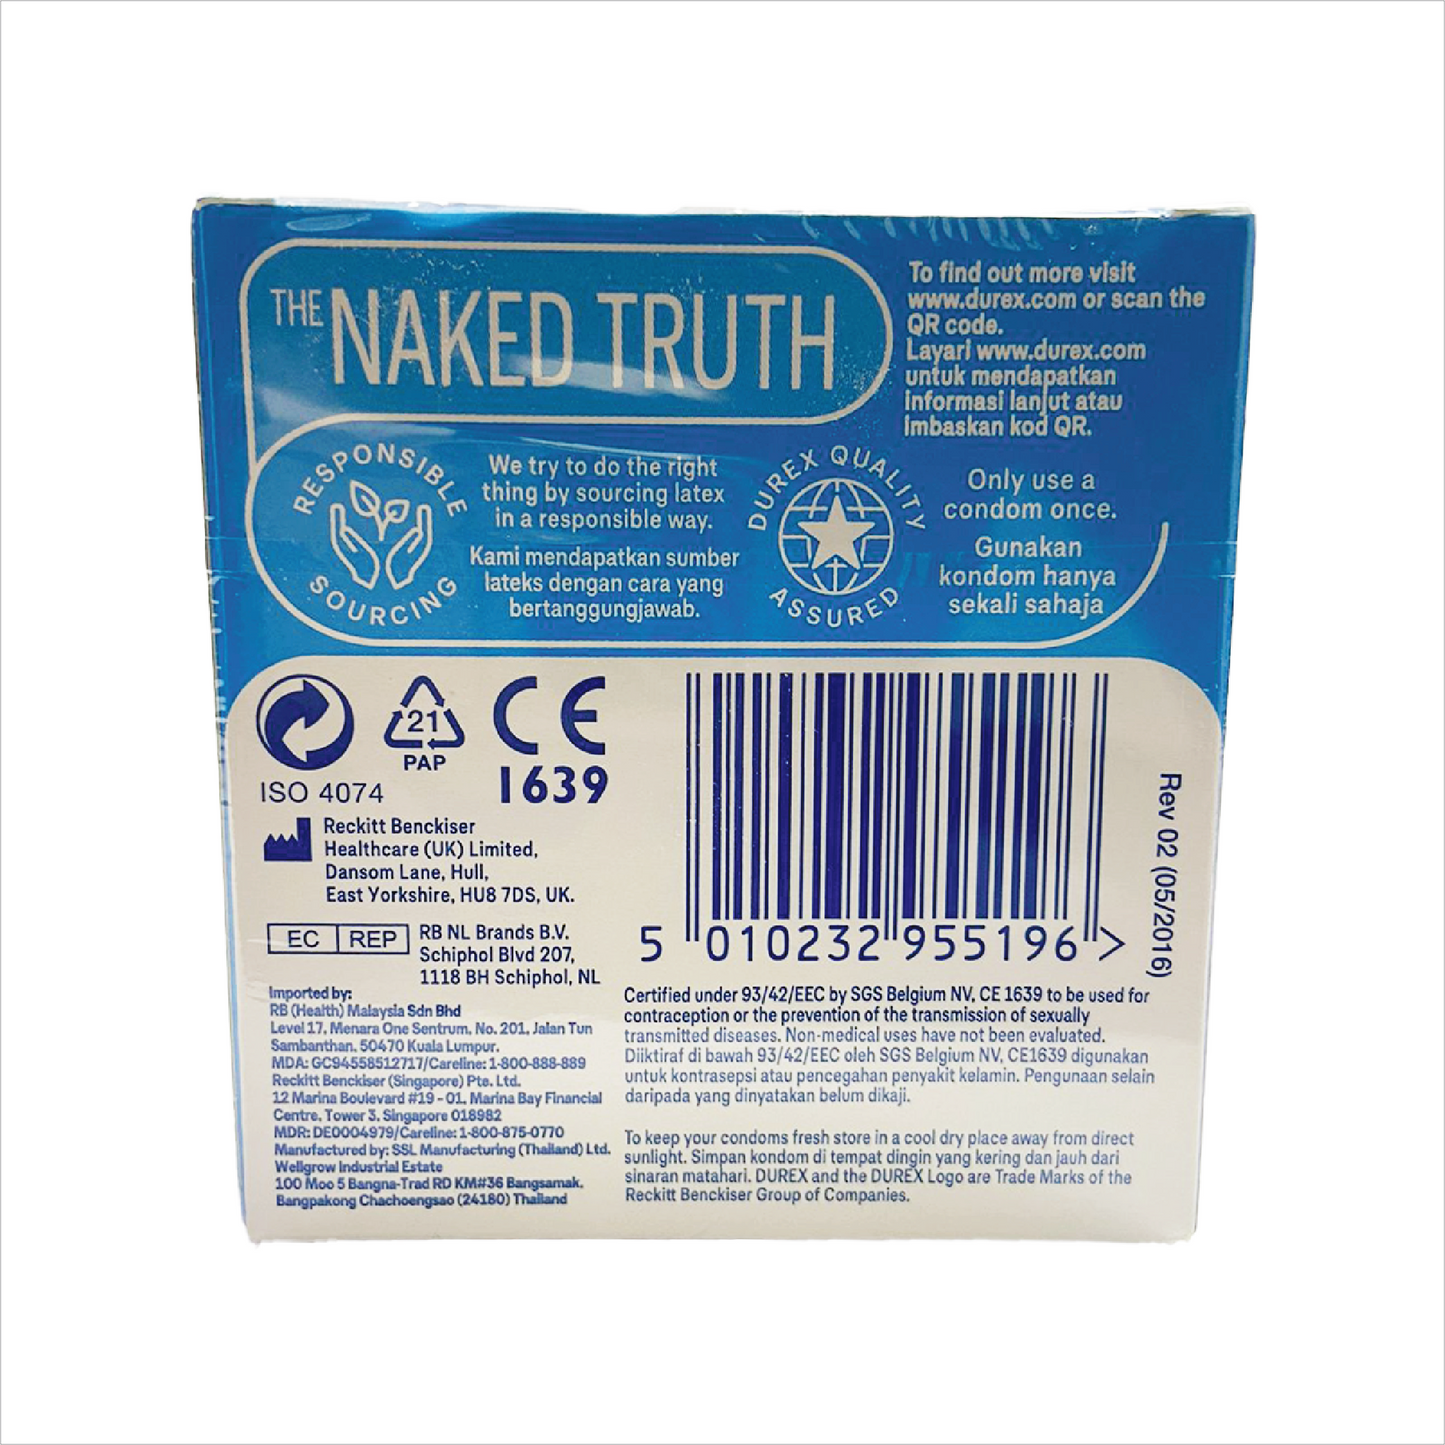 THE NAKED TRUTH
To find out more visit
www.durex.com or scan the
QR code.
Layari www.durex.com
untuk mendapatkan
informasi lanjut atau
imbaskan kod QR.
RESPONSIBLE
SOURCING
We try to do the right
thing by sourcing latex
in a responsible way.
Kami mendapatkan sumber
lateks dengan cara yang
bertanggungjawab.
DUREX QUALITY
ASSURED
Only use a
condom once.
Gunakan
kondom hanya
sekali sahaja
21
PAP
CE
1639
ISO 4074
Reckitt Benckiser
Healthcare (UK) Limited,
Dansom Lane, Hull,
East Yorkshire, HU8 7DS, UK.
EC REP
RB NL Brands B.V.
Schiphol Blvd 207,
1118 BH Schiphol, NL
Imported by:
RB (Health) Malaysia Sdn Bhd
Level 17, Menara One Sentrum, No. 201, Jalan Tun
Sambanthan, 50470 Kuala Lumpur.
MDA: GC94558512717/Careline: 1-800-888-889
Reckitt Benckiser (Singapore) Pte. Ltd.
12 Marina Boulevard #19 - 01, Marina Bay Financial
Centre, Tower 3, Singapore 018982
MDR: DE0004979/Careline: 1-800-875-0770
Manufactured by: SSL Manufacturing (Thailand) Ltd.
Wellgrow Industrial Estate
100 Moo 5 Bangna-Trad RD KM#36 Bangsamak,
Bangpakong Chachoengsao (24180) Thailand
5 010232 955196 >
Rev 02 (05/2016)
Certified under 93/42/EEC by SGS Belgium NV, CE 1639 to be used for
contraception or the prevention of the transmission of sexually
transmitted diseases. Non-medical uses have not been evaluated.
Diiktiraf di bawah 93/42/EEC oleh SGS Belgium NV, CE1639 digunakan
untuk kontrasepsi atau pencegahan penyakit kelamin. Pengunaan selain
daripada yang dinyatakan belum dikaji.
To keep your condoms fresh store in a cool dry place away from direct
sunlight. Simpan kondom di tempat dingin yang kering dan jauh dari
sinaran matahari. DUREX and the DUREX Logo are Trade Marks of the
Reckitt Benckiser Group of Companies.